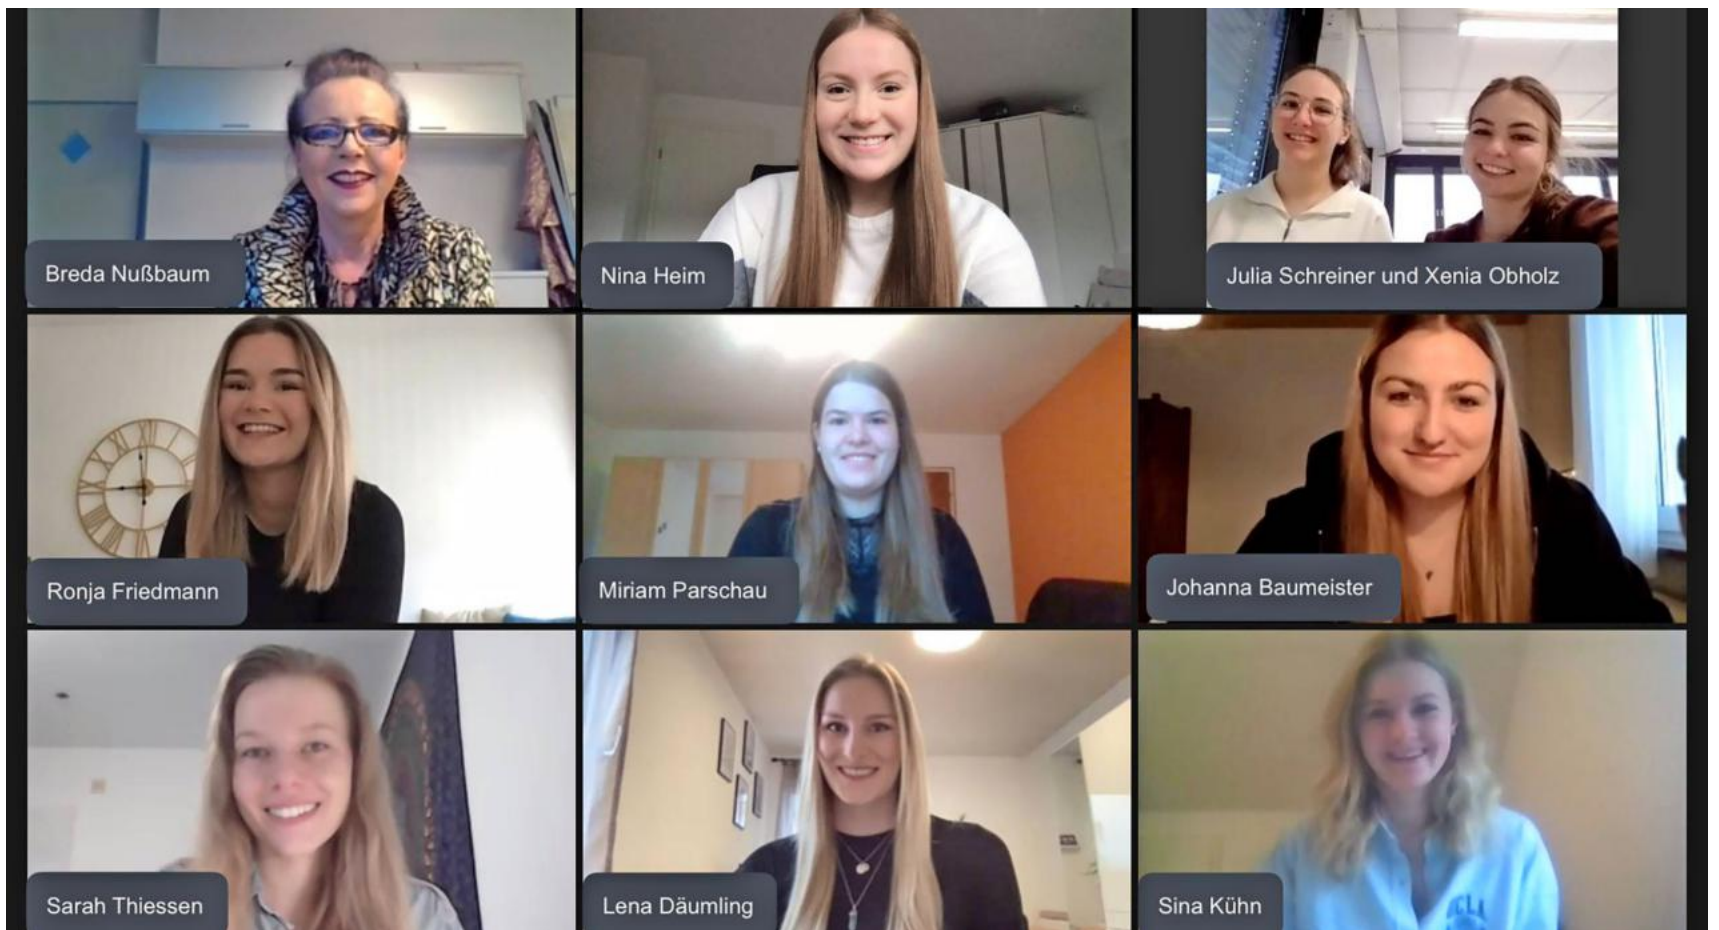 Breda Nußbaum
Nina Heim
Julia Schreiner und Xenia Obholz
Ronja Friedmann
Miriam Parschau
Johanna Baumeister
Sarah Thiessen
Lena Däumling
Sina Kühn